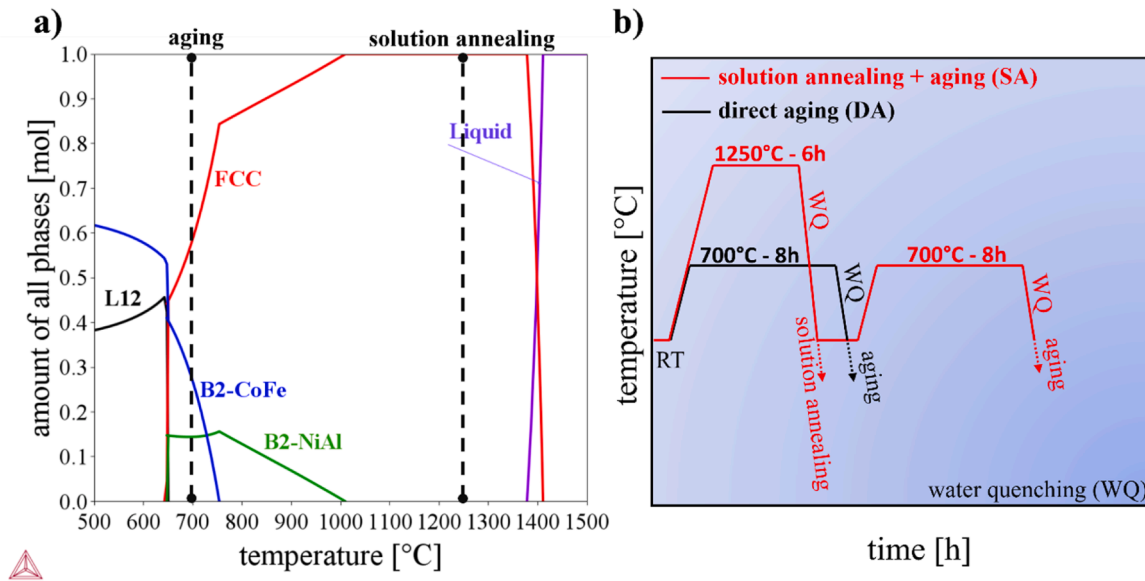 a)
aging
solution annealing
1.0
0.9
0.8
0.7
0.6
0.5
0.4
0.3
0.2
0.1
0.0
amount of all phases [mol]
Liquid
FCC
L12
B2-CoFe
B2-NiAl
500
600
700
800
900
1000
1100
1200
1300
1400
1500
temperature [°C]
b)
solution annealing + aging (SA)
direct aging (DA)
temperature [°C]
1250°C - 6h
WQ
700°C - 8h
WQ
700°C - 8h
WQ
RT
solution annealing
aging
aging
water quenching (WQ)
time [h]